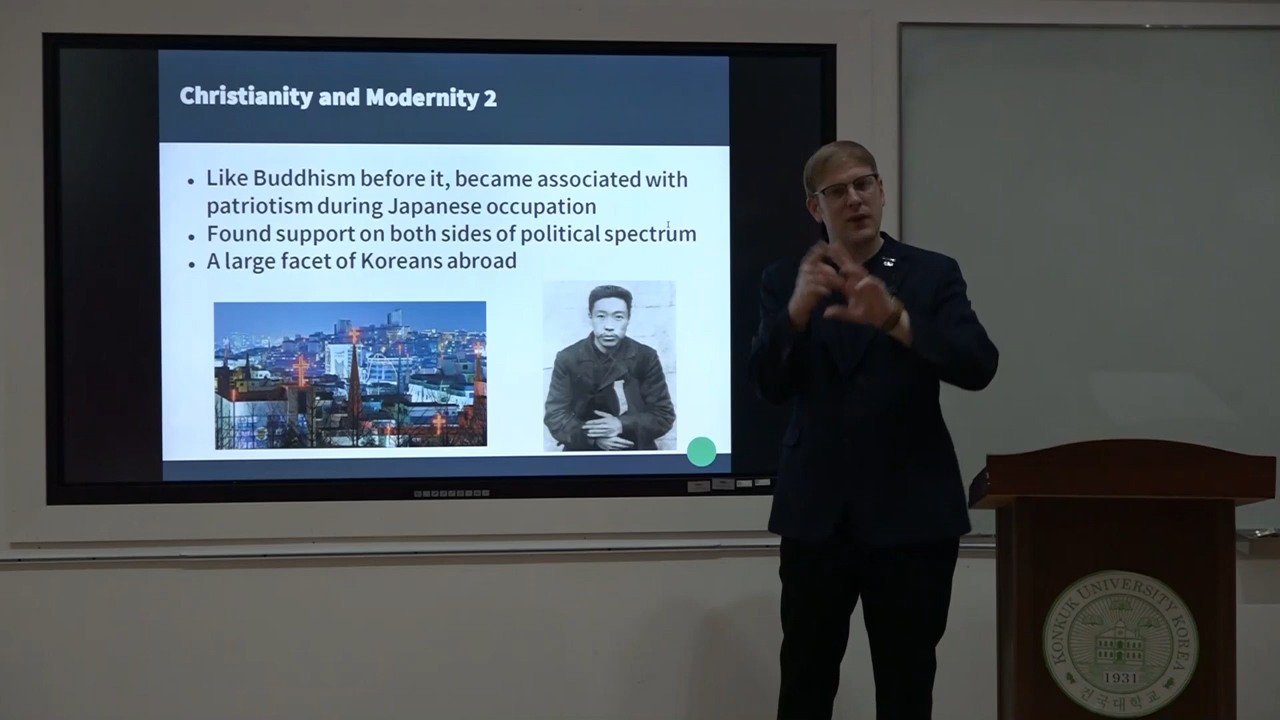 Christianity and Modernity 2
• Like Buddhism before it, became associated with
patriotism during Japanese occupation
• Found support on both sides of political spectrum
• A large facet of Koreans abroad
KONKUK UNIVERSITY KOREA
1931
건국대학교